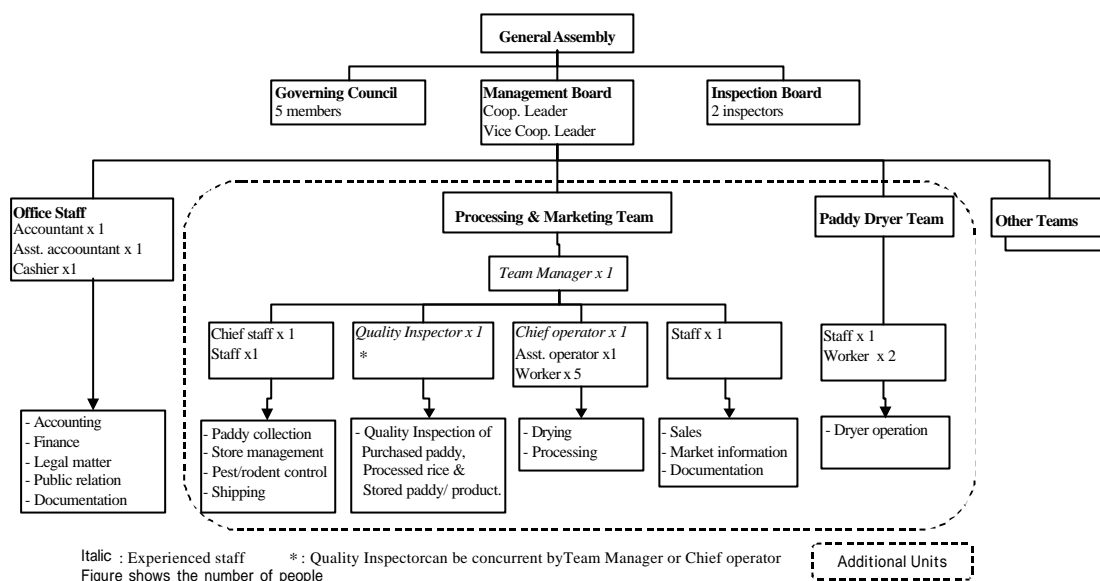 General Assembly
Governing Council
5 members
Management Board
Coop. Leader
Vice Coop. Leader
Inspection Board
2 inspectors
Office Staff
Accountant x 1
Asst. accoountant x 1
Cashier x1
Processing & Marketing Team
Paddy Dryer Team
Other Teams
Team Manager x 1
Chief staff x 1
Staff x1
Quality Inspector x 1
*
Chief operator x 1
Asst. operator x1
Worker x 5
Staff x 1
Staff x 1
Worker x 2
- Accounting
- Finance
- Legal matter
- Public relation
- Documentation
- Paddy collection
- Store management
- Pest/rodent control
- Shipping
- Quality Inspection of
Purchased paddy,
Processed rice &
Stored paddy/ product.
- Drying
- Processing
- Sales
- Market information
- Documentation
- Dryer operation
Italic : Experienced staff * : Quality Inspectorcan be concurrent byTeam Manager or Chief operator
Figure shows the number of people
Additional Units